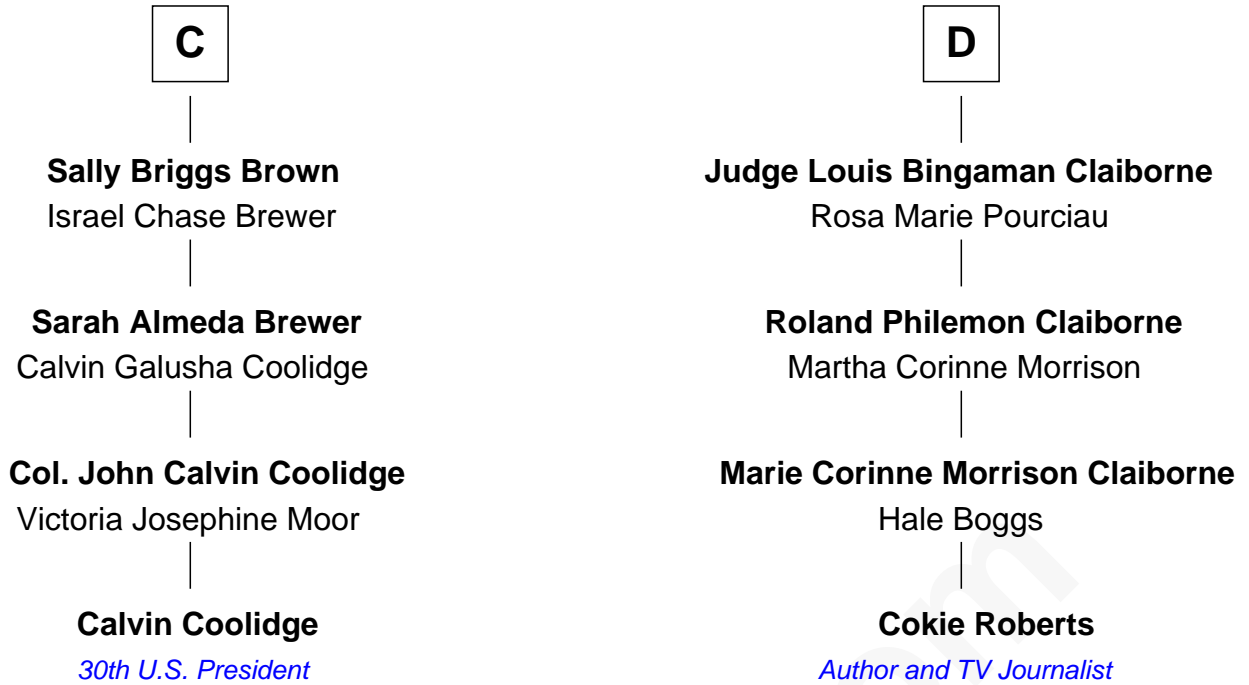 C
Sally Briggs Brown
Israel Chase Brewer
Sarah Almeda Brewer
Calvin Galusha Coolidge
Col. John Calvin Coolidge
Victoria Josephine Moor
Calvin Coolidge
30th U.S. President
D
Judge Louis Bingaman Claiborne
Rosa Marie Pourciau
Roland Philemon Claiborne
Martha Corinne Morrison
Marie Corinne Morrison Claiborne
Hale Boggs
Cokie Roberts
Author and TV Journalist